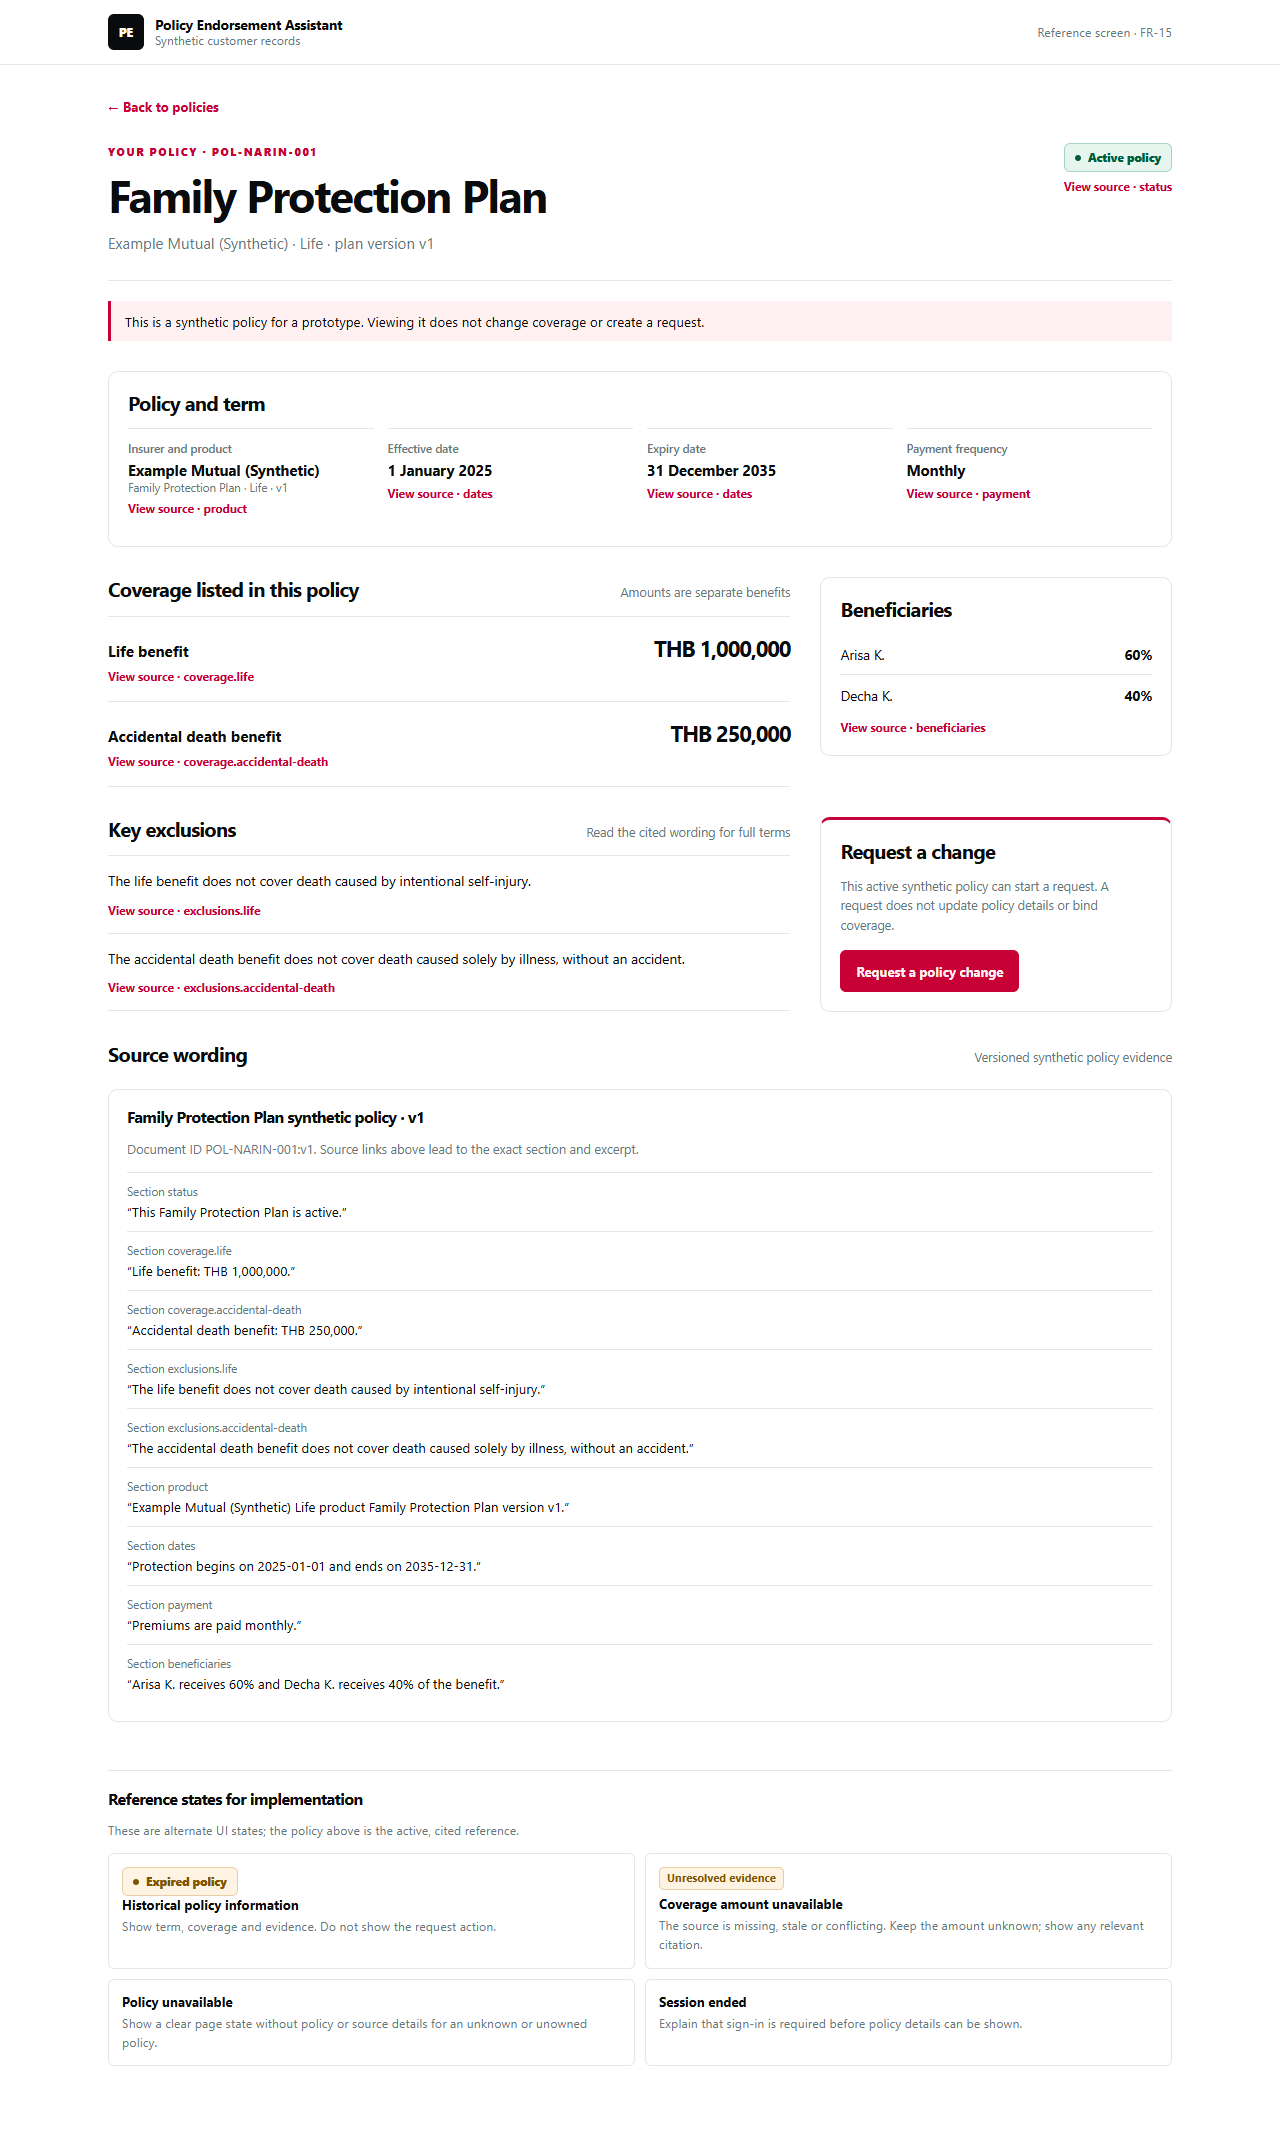 PE
Policy Endorsement Assistant
Synthetic customer records
Reference screen · FR-15
← Back to policies
YOUR POLICY · POL-NARIN-001
Family Protection Plan
Example Mutual (Synthetic) · Life · plan version v1
● Active policy
View source · status
This is a synthetic policy for a prototype. Viewing it does not change coverage or create a request.
Policy and term
Insurer and product
Example Mutual (Synthetic)
Family Protection Plan · Life · v1
View source · product
Effective date
1 January 2025
View source · dates
Expiry date
31 December 2035
View source · dates
Payment frequency
Monthly
View source · payment
Coverage listed in this policy
Amounts are separate benefits
Life benefit
THB 1,000,000
View source · coverage.life
Accidental death benefit
THB 250,000
View source · coverage.accidental-death
Beneficiaries
Arisa K.
60%
Decha K.
40%
View source · beneficiaries
Key exclusions
Read the cited wording for full terms
The life benefit does not cover death caused by intentional self-injury.
View source · exclusions.life
The accidental death benefit does not cover death caused solely by illness, without an accident.
View source · exclusions.accidental-death
Request a change
This active synthetic policy can start a request. A
request does not update policy details or bind
coverage.
Request a policy change
Source wording
Versioned synthetic policy evidence
Family Protection Plan synthetic policy · v1
Document ID POL-NARIN-001:v1. Source links above lead to the exact section and excerpt.
Section status
“This Family Protection Plan is active.”
Section coverage.life
“Life benefit: THB 1,000,000.”
Section coverage.accidental-death
“Accidental death benefit: THB 250,000.”
Section exclusions.life
“The life benefit does not cover death caused by intentional self-injury.”
Section exclusions.accidental-death
“The accidental death benefit does not cover death caused solely by illness, without an accident.”
Section product
“Example Mutual (Synthetic) Life product Family Protection Plan version v1.”
Section dates
“Protection begins on 2025-01-01 and ends on 2035-12-31.”
Section payment
“Premiums are paid monthly.”
Section beneficiaries
“Arisa K. receives 60% and Decha K. receives 40% of the benefit.”
Reference states for implementation
These are alternate UI states; the policy above is the active, cited reference.
● Expired policy
Historical policy information
Show term, coverage and evidence. Do not show the request action.
Unresolved evidence
Coverage amount unavailable
The source is missing, stale or conflicting. Keep the amount unknown; show any relevant
citation.
Policy unavailable
Show a clear page state without policy or source details for an unknown or unowned
policy.
Session ended
Explain that sign-in is required before policy details can be shown.